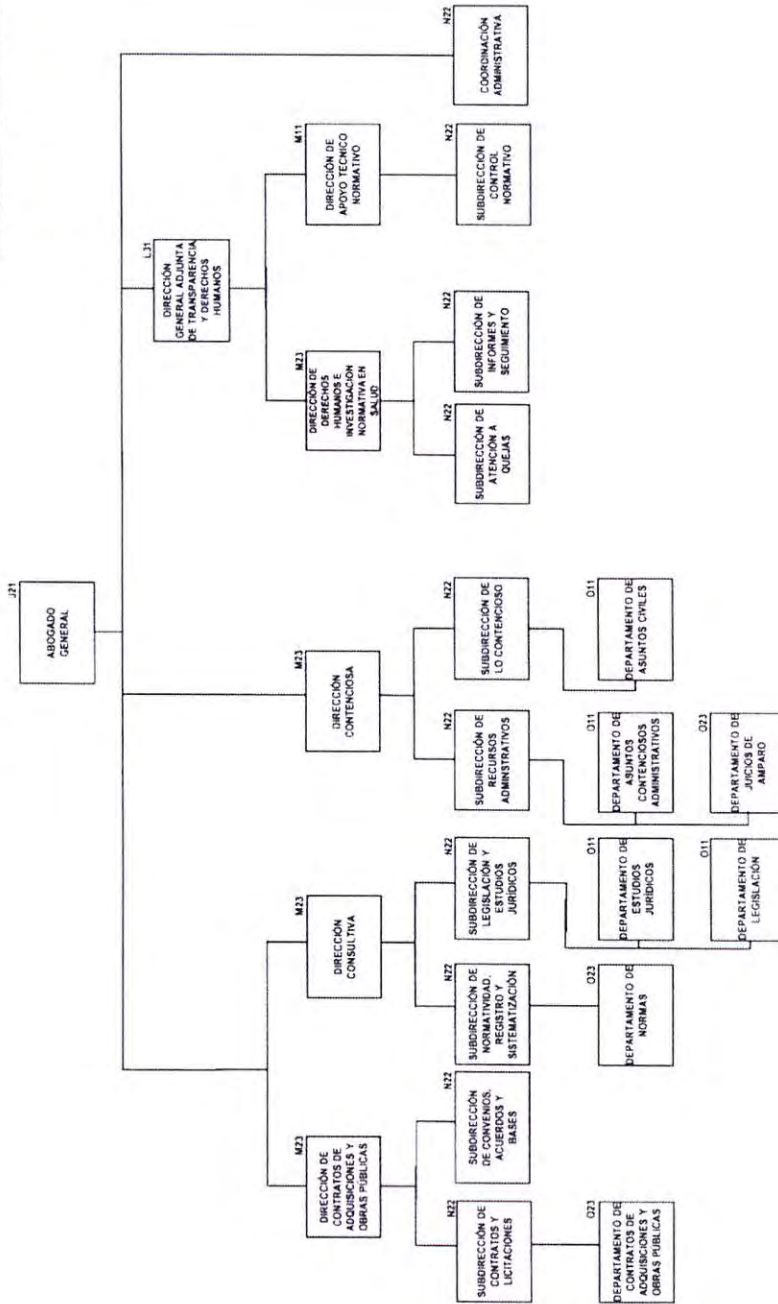 J21
ABOGADO
GENERAL
L31
DIRECCIÓN
GENERAL ADJUNTA
DE TRANSPARENCIA
Y DERECHOS
HUMANOS
M23
DIRECCIÓN DE
CONTRATOS DE
ADQUISICIONES Y
OBRAS PUBLICAS
M23
DIRECCIÓN
CONSULTIVA
M23
DIRECCIÓN
CONTENCIOSA
M23
DIRECCIÓN DE
DERECHOS
HUMANOS E
INVESTIGACION
NORMATIVA EN
SALUD
M11
DIRECCIÓN DE
APOYO TECNICO
NORMATIVO
N22
SUBDIRECCIÓN DE
CONTRATOS Y
LICITACIONES
N22
SUBDIRECCIÓN
DE CONVENIOS,
ACUERDOS Y
BASES
N22
SUBDIRECCIÓN DE
NORMATIVIDAD,
REGISTRO Y
SISTEMATIZACIÓN
N22
SUBDIRECCIÓN DE
LEGISLACIÓN Y
ESTUDIOS
JURÍDICOS
N22
SUBDIRECCIÓN DE
RECURSOS
ADMINSTRATIVOS
N22
SUBDIRECCIÓN DE
LO CONTENCIOSO
N22
SUBDIRECCIÓN DE
ATENCIÓN A
QUEJAS
N22
SUBDIRECCIÓN DE
INFORMES Y
SEGUIMIENTO
N22
SUBDIRECCIÓN DE
CONTROL
NORMATIVO
N22
COORDINACIÓN
ADMINISTRATIVA
O23
DEPARTAMENTO DE
CONTRATOS DE
ADQUISICIONES Y
OBRAS PUBLICAS
O23
DEPARTAMENTO DE
NORMAS
O11
DEPARTAMENTO DE
ESTUDIOS
JURÍDICOS
O11
DEPARTAMENTO DE
ASUNTOS
CONTENCIOSOS
ADMINISTRATIVOS
O11
DEPARTAMENTO DE
ASUNTOS CIVILES
O11
DEPARTAMENTO DE
LEGISLACIÓN
O23
DEPARTAMENTO DE
JUICIOS DE
AMPARO